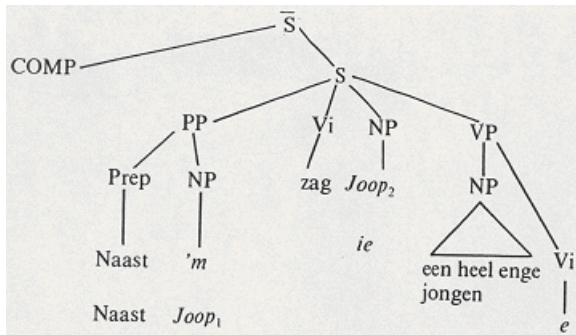 S̅
COMP
S
PP Vi NP VP
Prep NP zag Joop₂ NP
ie
Naast 'm een heel enge Vi
jongen
Naast Joop₁ e